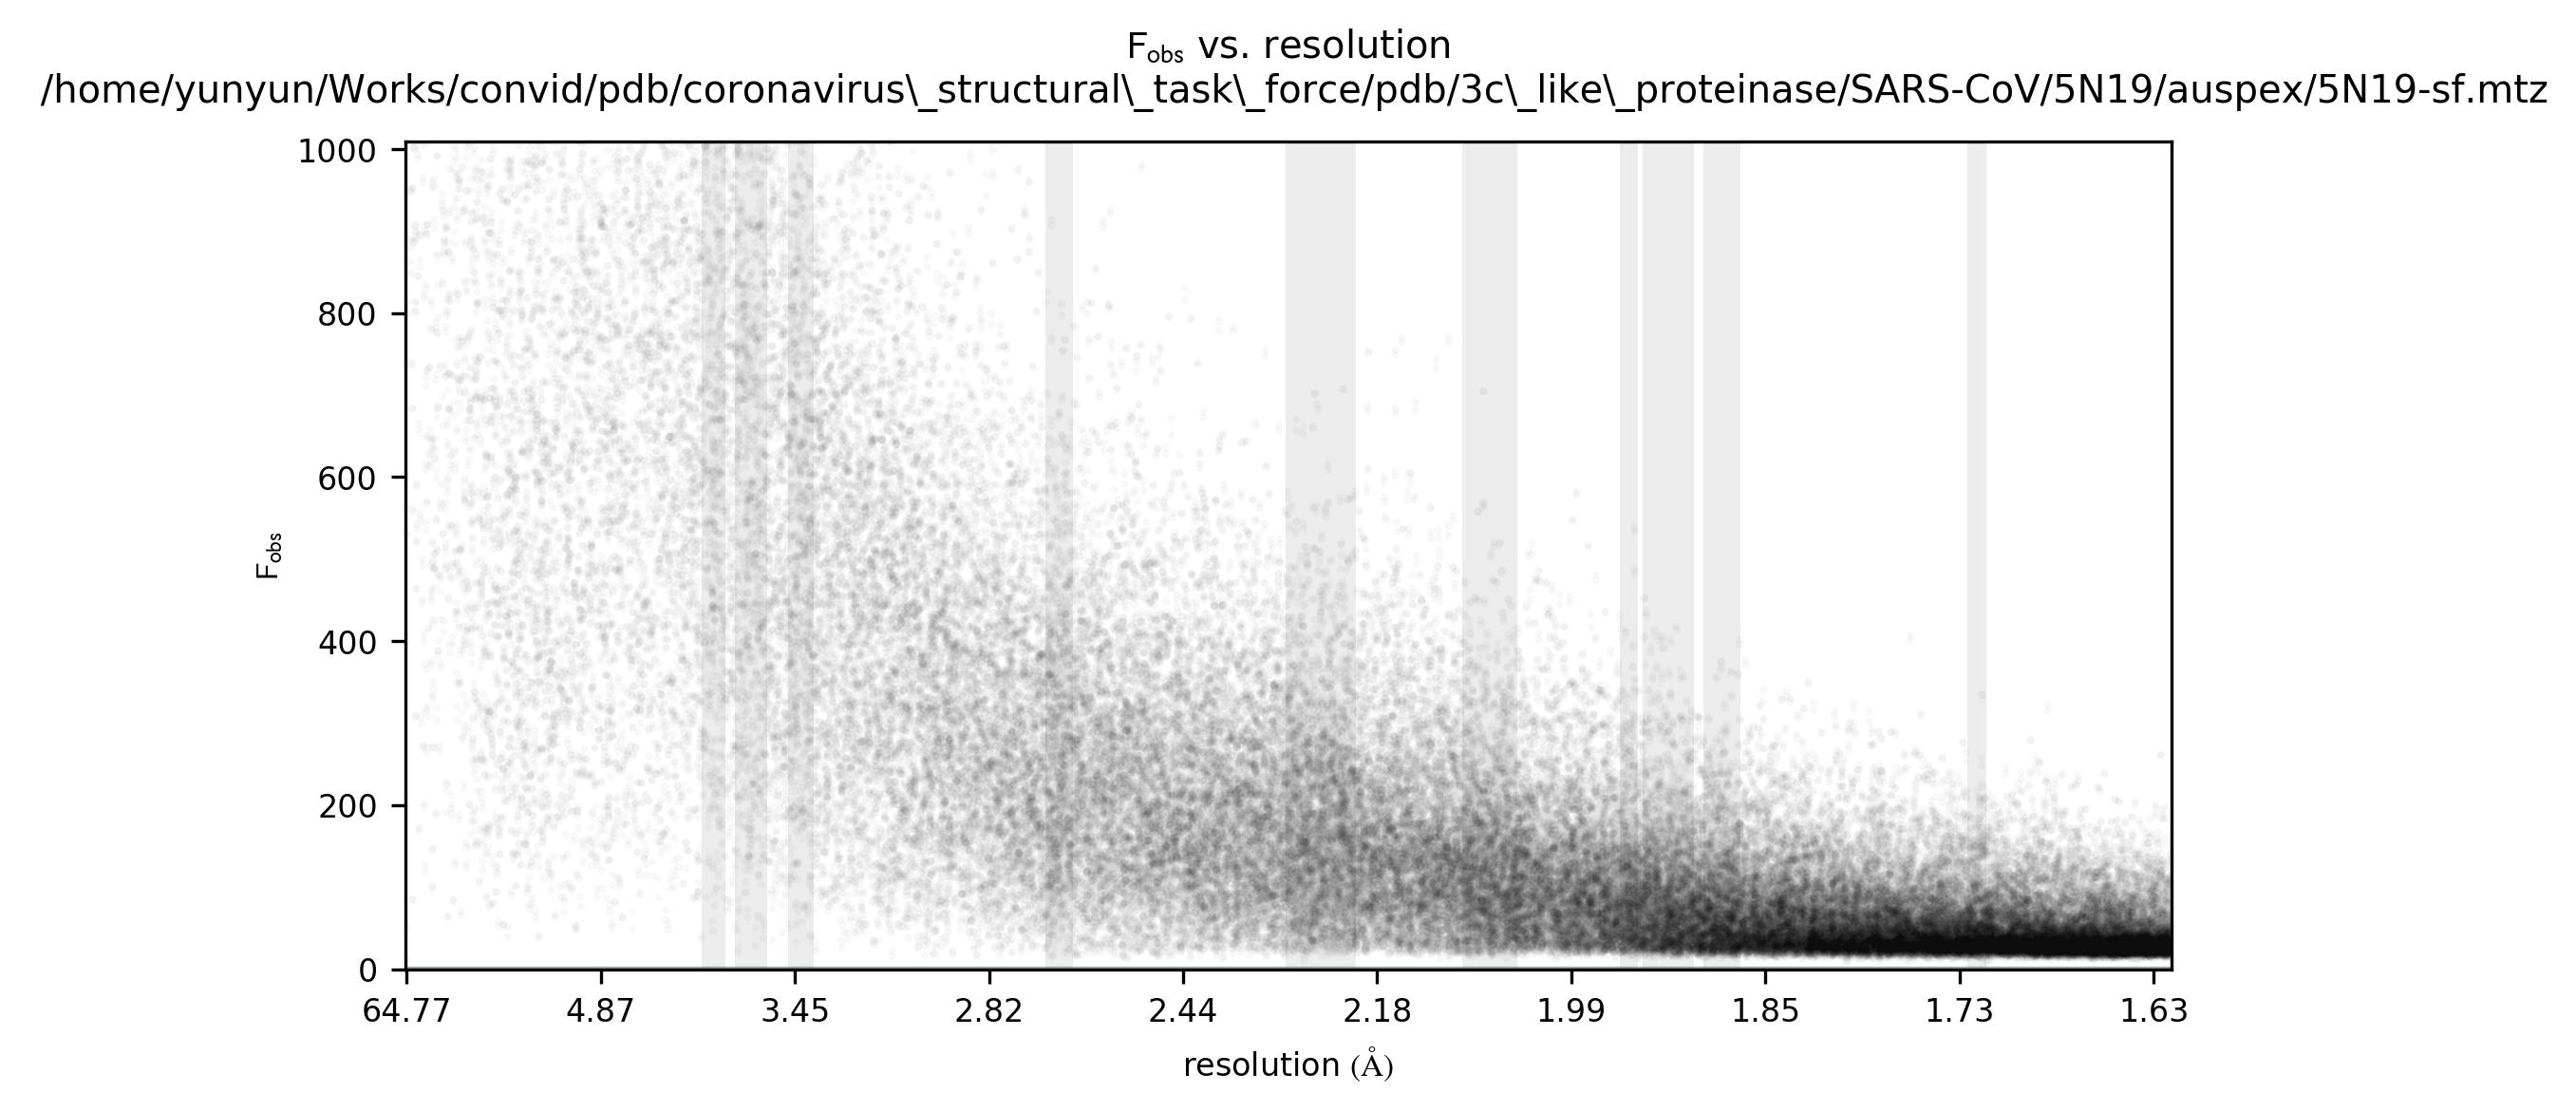 F_obs vs. resolution
/home/yunyun/Works/convid/pdb/coronavirus\_structural\_task\_force/pdb/3c\_like\_proteinase/SARS-CoV/5N19/auspex/5N19-sf.mtz
1000
800
600
400
200
0
F_obs
64.77 4.87 3.45 2.82 2.44 2.18 1.99 1.85 1.73 1.63
resolution (Å)